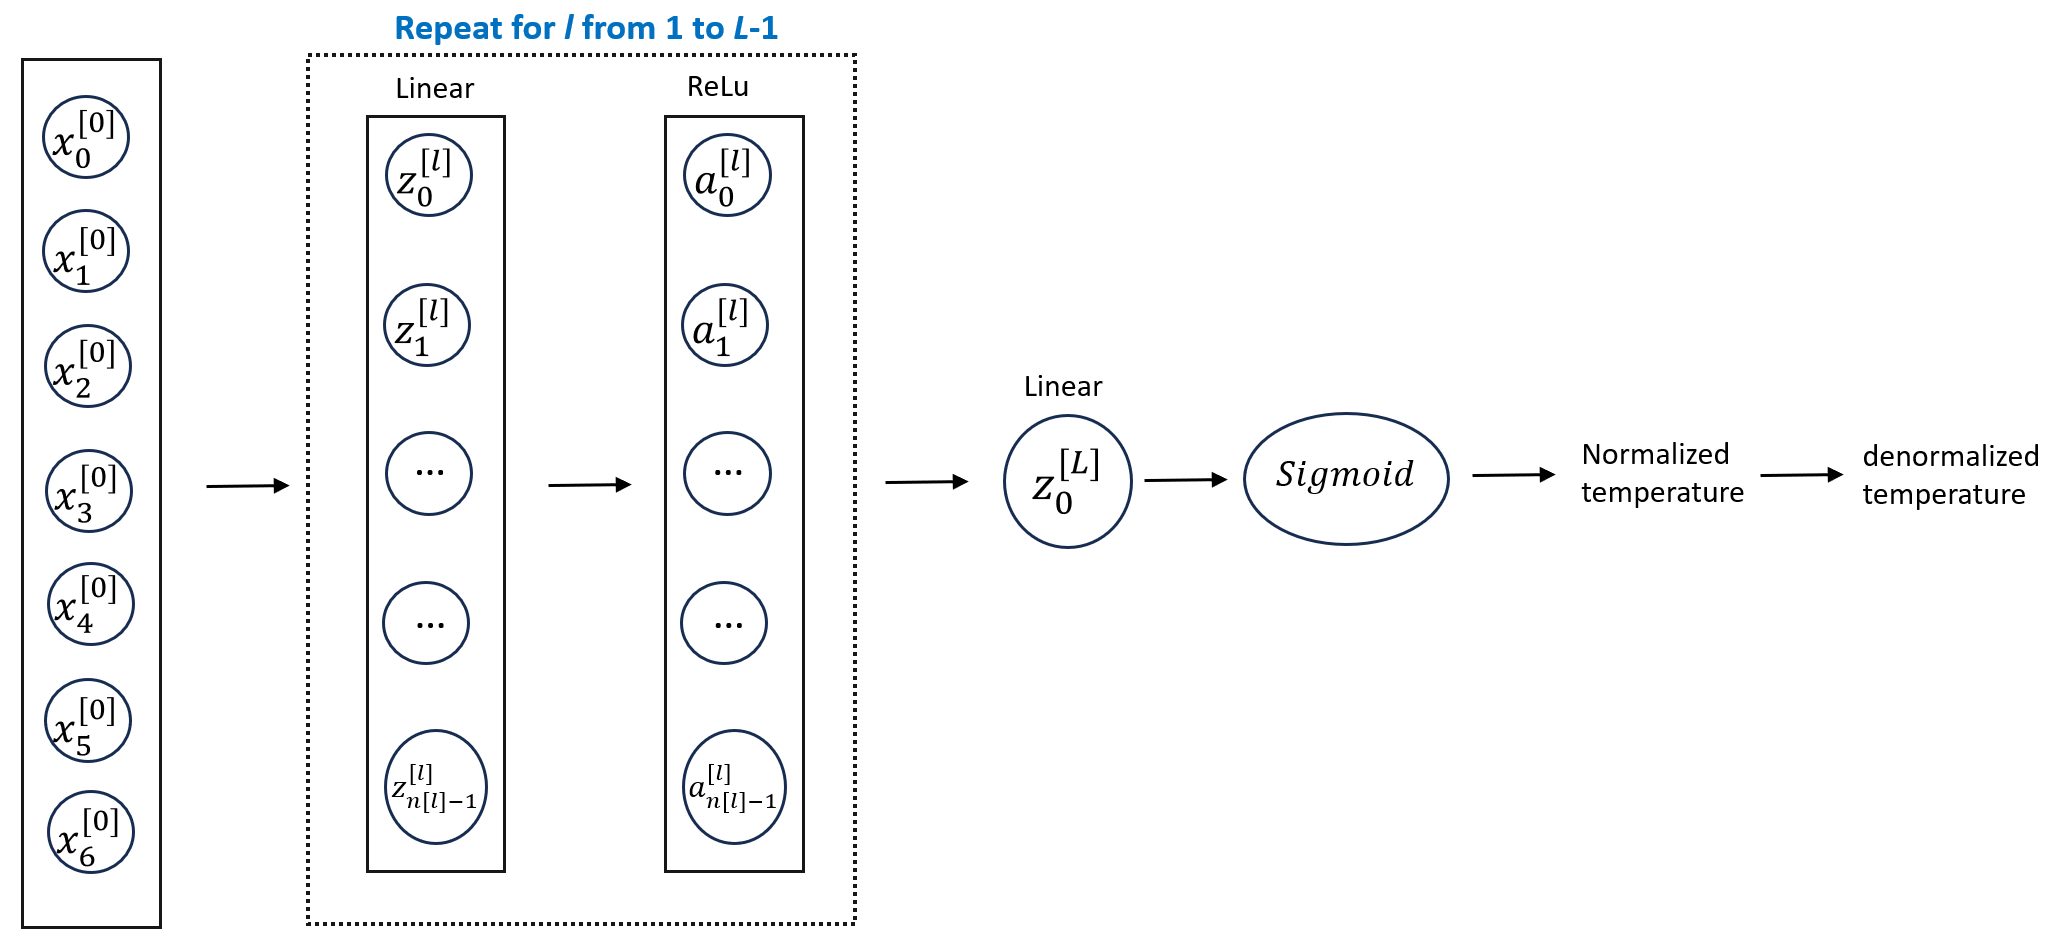 Repeat for l from 1 to L-1
x_0^{[0]}
x_1^{[0]}
x_2^{[0]}
x_3^{[0]}
x_4^{[0]}
x_5^{[0]}
x_6^{[0]}
Linear
z_0^{[l]}
z_1^{[l]}
...
...
z_{n[l]-1}^{[l]}
ReLu
a_0^{[l]}
a_1^{[l]}
...
...
a_{n[l]-1}^{[l]}
Linear
z_0^{[L]}
Sigmoid
Normalized
temperature
denormalized
temperature